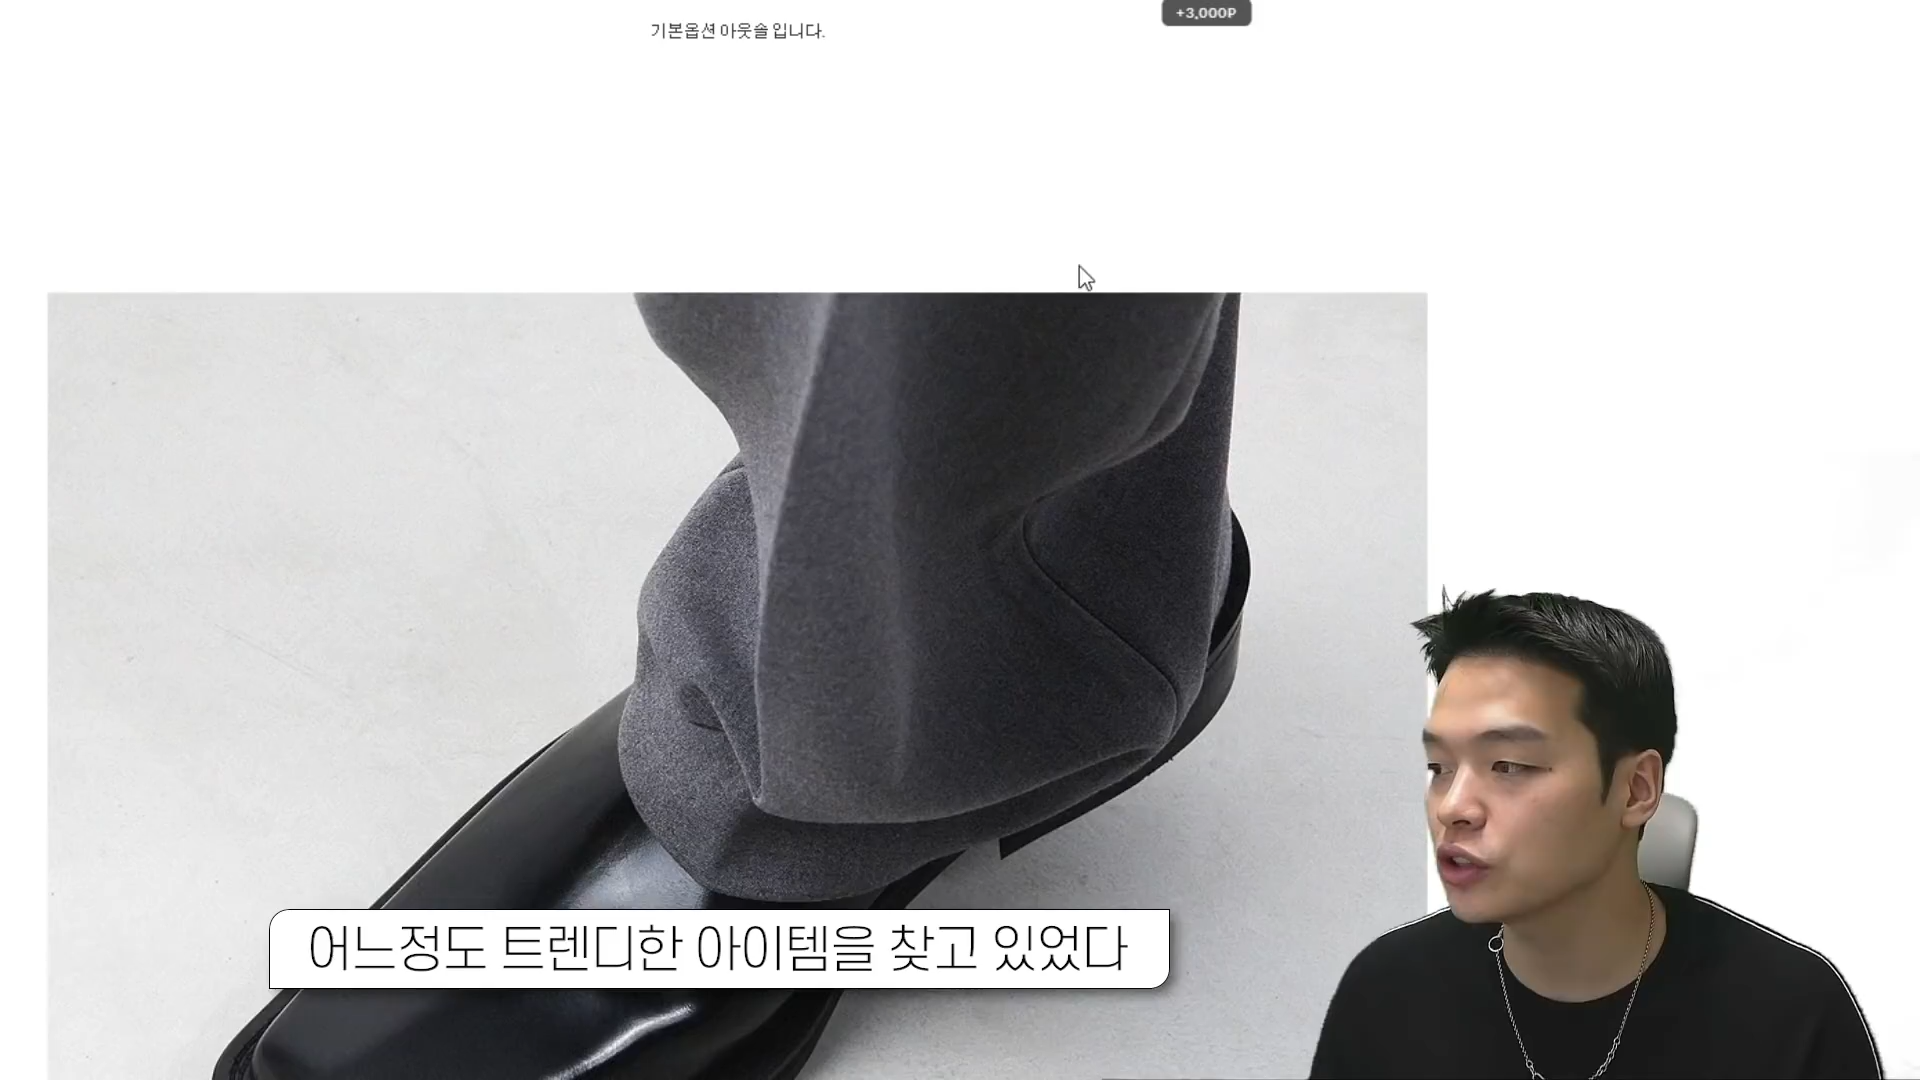 +3,000P
기본옵션 아웃솔 입니다.
어느정도 트렌디한 아이템을 찾고 있었다